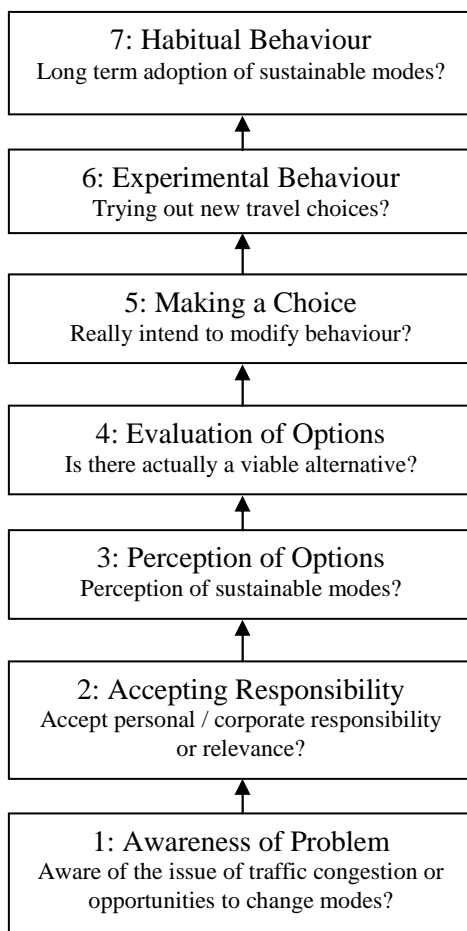 7: Habitual Behaviour
Long term adoption of sustainable modes?
6: Experimental Behaviour
Trying out new travel choices?
5: Making a Choice
Really intend to modify behaviour?
4: Evaluation of Options
Is there actually a viable alternative?
3: Perception of Options
Perception of sustainable modes?
2: Accepting Responsibility
Accept personal / corporate responsibility
or relevance?
1: Awareness of Problem
Aware of the issue of traffic congestion or
opportunities to change modes?